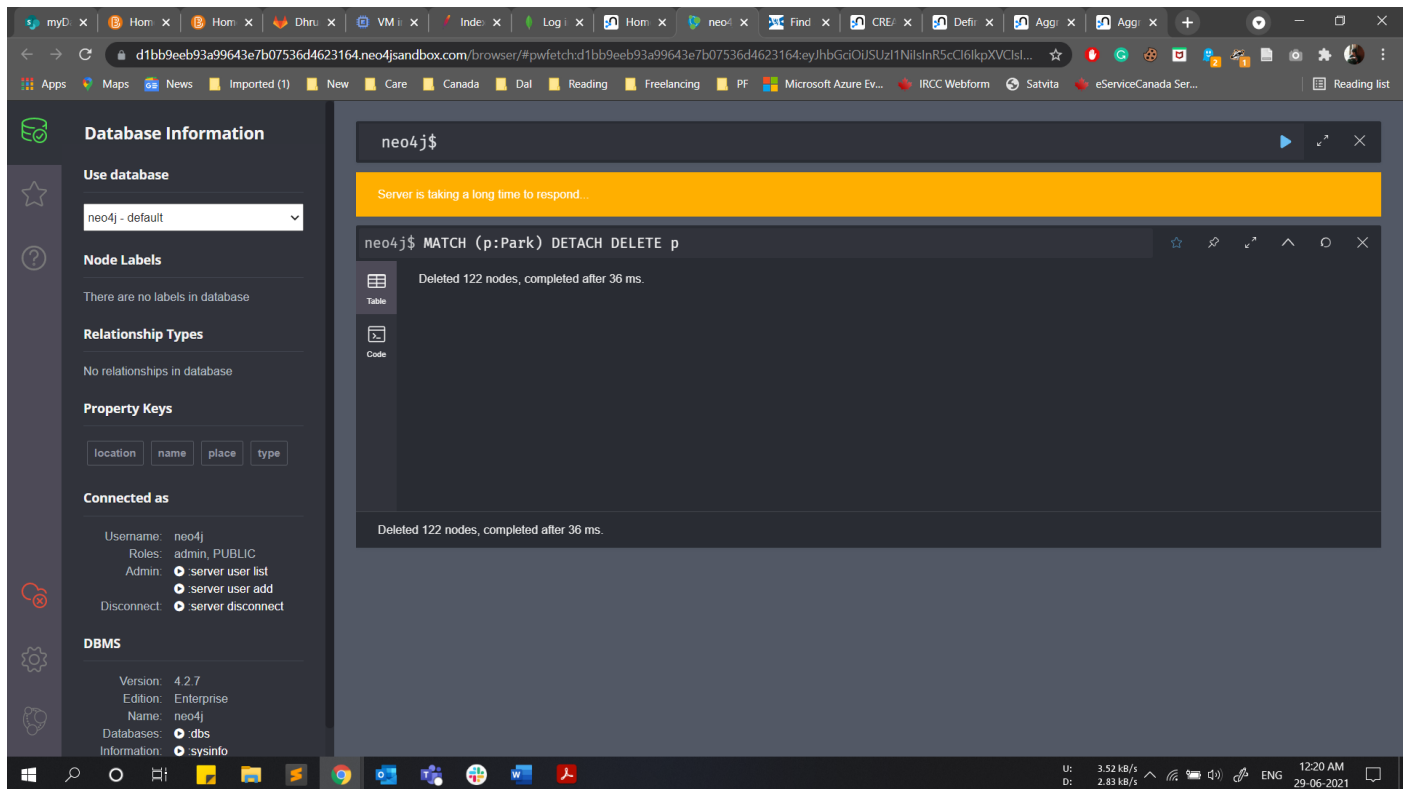 myDa Hom Hom myD Dhru VM in Index Log i Hom neo4 Find CREA Defin Aggr Aggr
d1bb9eeb93a99643e7b07536d4623164.neo4jsandbox.com/browser/#pwfetch:d1bb9eeb93a99643e7b07536d4623164:eyJhbGciOiJSUzI1NiIsInR5cCI6IkpXVCIsI...
Apps Maps News Imported (1) New Care Canada Dal Reading Freelancing PF Microsoft Azure Ev... IRCC Webform Satvita eServiceCanada Ser... Reading list
Database Information
Use database
neo4j - default
Node Labels
There are no labels in database
Relationship Types
No relationships in database
Property Keys
location name place type
Connected as
Username: neo4j
Roles: admin, PUBLIC
Admin: :server user list
:server user add
Disconnect: :server disconnect
DBMS
Version: 4.2.7
Edition: Enterprise
Name: neo4j
Databases: :dbs
Information: :sysinfo
neo4j$
Server is taking a long time to respond...
neo4j$ MATCH (p:Park) DETACH DELETE p
Table
Code
Deleted 122 nodes, completed after 36 ms.
Deleted 122 nodes, completed after 36 ms.
U: 3.52 kB/s
D: 2.83 kB/s
ENG
12:20 AM
29-06-2021